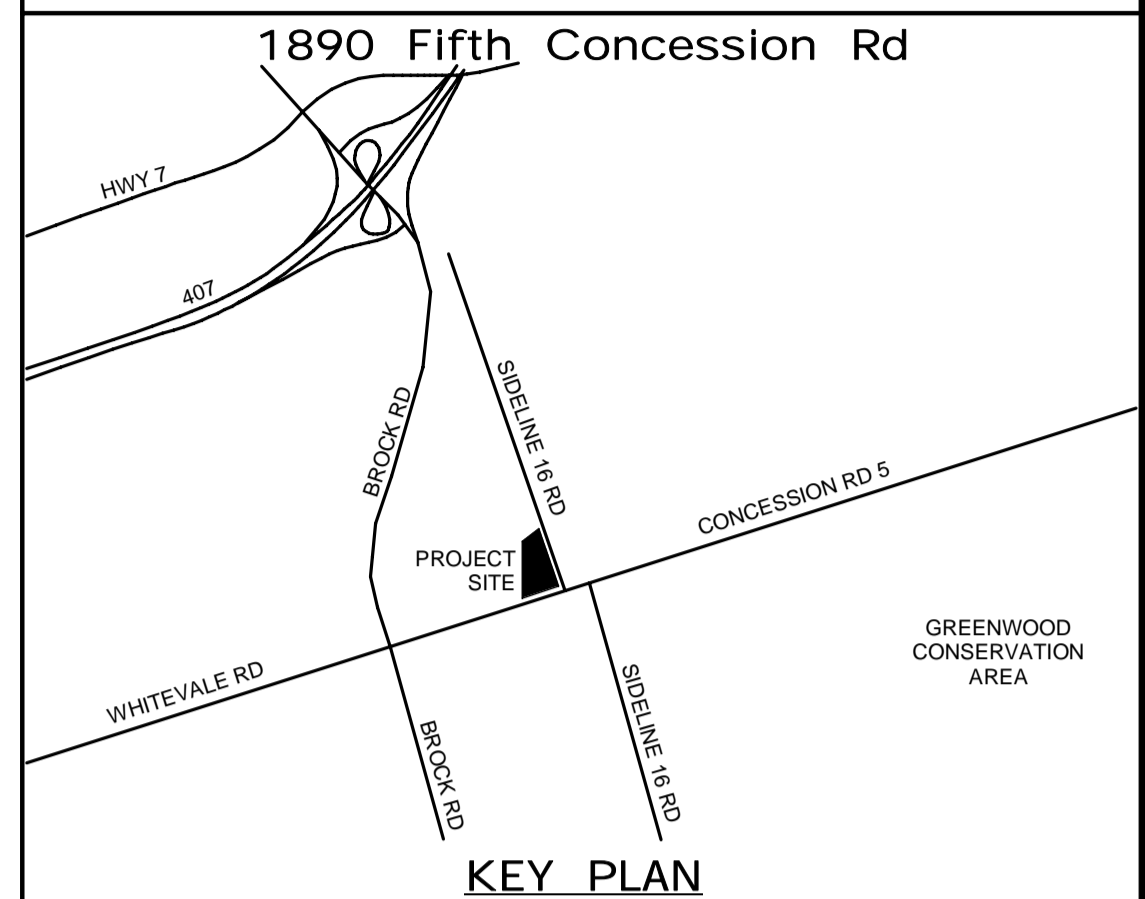 1890 Fifth Concession Rd
HWY 7
407
BROCK RD
SIDELINE 16 RD
CONCESSION RD 5
PROJECT
SITE
GREENWOOD
CONSERVATION
AREA
WHITEVALE RD
BROCK RD
SIDELINE 16 RD
KEY PLAN